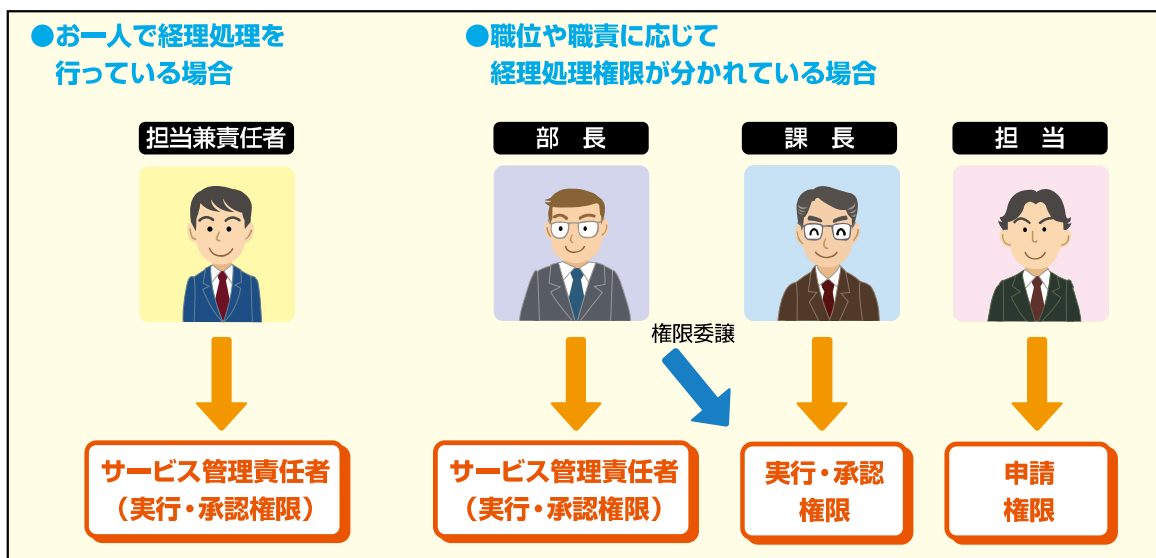 ●お一人で経理処理を
行っている場合
●職位や職責に応じて
経理処理権限が分かれている場合
担当兼責任者
部 長
課 長
担 当
権限委譲
サービス管理責任者
（実行・承認権限）
サービス管理責任者
（実行・承認権限）
実行・承認
権限
申請
権限